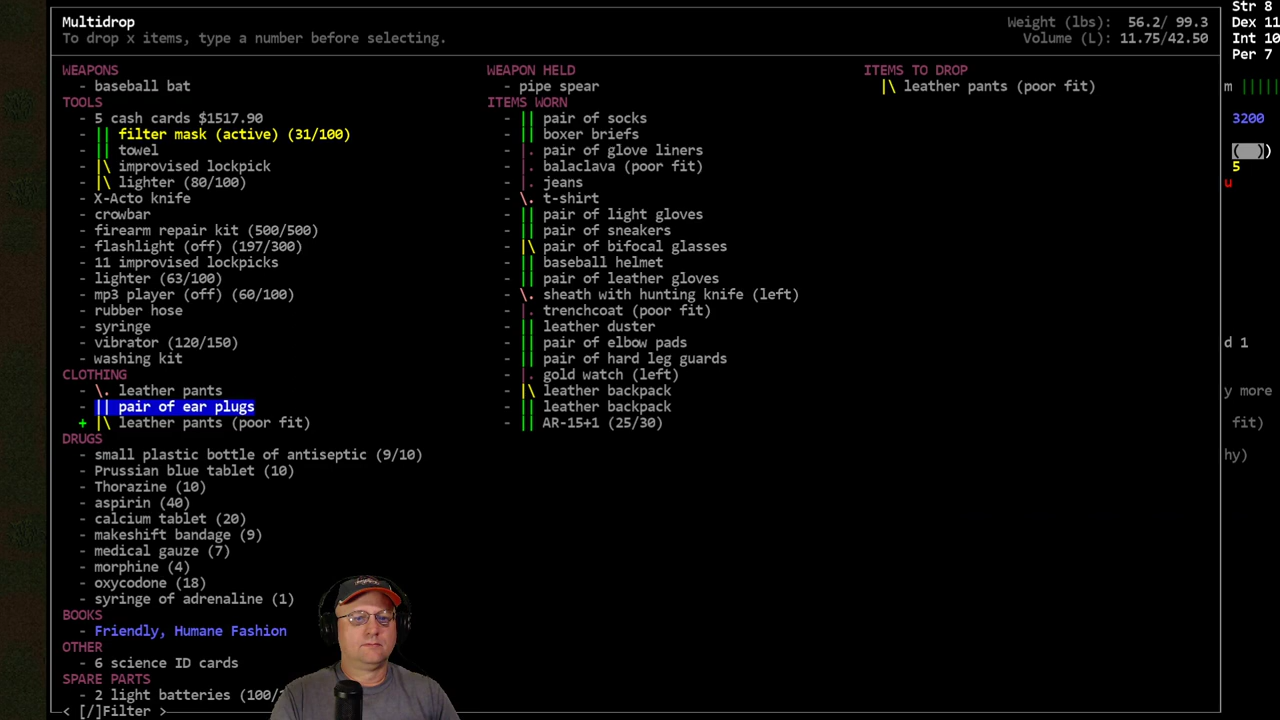 Multidrop
To drop x items, type a number before selecting.
Weight (lbs): 56.2/ 99.3
Volume (L): 11.75/42.50
Str 8
Dex 11
Int 10
Per 7
WEAPONS
- baseball bat
TOOLS
- 5 cash cards $1517.90
- || filter mask (active) (31/100)
- || towel
- |\ improvised lockpick
- |\ lighter (80/100)
- X-Acto knife
- crowbar
- firearm repair kit (500/500)
- flashlight (off) (197/300)
- 11 improvised lockpicks
- lighter (63/100)
- mp3 player (off) (60/100)
- rubber hose
- syringe
- vibrator (120/150)
- washing kit
CLOTHING
- \. leather pants
- || pair of ear plugs
+ |\ leather pants (poor fit)
DRUGS
- small plastic bottle of antiseptic (9/10)
- Prussian blue tablet (10)
- Thorazine (10)
- aspirin (40)
- calcium tablet (20)
- makeshift bandage (9)
- medical gauze (7)
- morphine (4)
- oxycodone (18)
- syringe of adrenaline (1)
BOOKS
- Friendly, Humane Fashion
OTHER
- 6 science ID cards
SPARE PARTS
- 2 light batteries (100/
< [/]Filter >
WEAPON HELD
- pipe spear
ITEMS WORN
- || pair of socks
- || boxer briefs
- |. pair of glove liners
- |. balaclava (poor fit)
- |. jeans
- \. t-shirt
- || pair of light gloves
- || pair of sneakers
- |\ pair of bifocal glasses
- || baseball helmet
- || pair of leather gloves
- \. sheath with hunting knife (left)
- |. trenchcoat (poor fit)
- || leather duster
- || pair of elbow pads
- || pair of hard leg guards
- |. gold watch (left)
- |\ leather backpack
- || leather backpack
- || AR-15+1 (25/30)
ITEMS TO DROP
|\ leather pants (poor fit)
m |||||
3200
( ))
5
u
d 1
y more
fit)
hy)